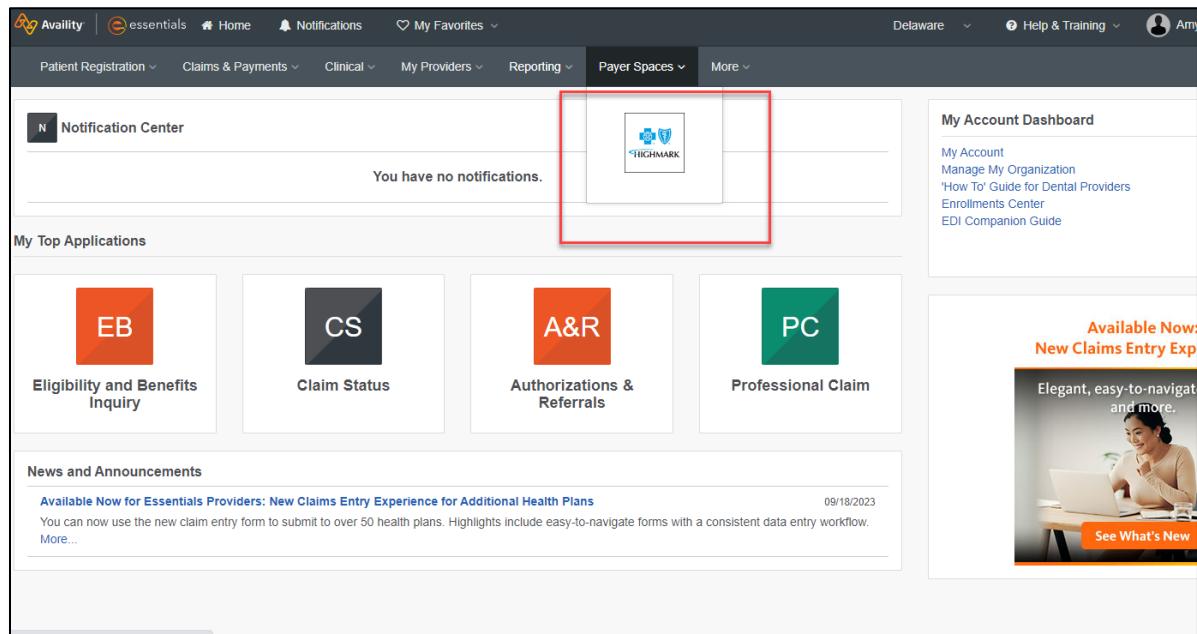 Availity essentials Home Notifications My Favorites Delaware Help & Training Amy
Patient Registration Claims & Payments Clinical My Providers Reporting Payer Spaces More
N Notification Center
HIGHMARK
You have no notifications.
My Account Dashboard
My Account
Manage My Organization
'How To' Guide for Dental Providers
Enrollments Center
EDI Companion Guide
My Top Applications
EB
Eligibility and Benefits
Inquiry
CS
Claim Status
A&R
Authorizations &
Referrals
PC
Professional Claim
Available Now:
New Claims Entry Exp
Elegant, easy-to-navigat
and more.
See What's New
News and Announcements
Available Now for Essentials Providers: New Claims Entry Experience for Additional Health Plans 09/18/2023
You can now use the new claim entry form to submit to over 50 health plans. Highlights include easy-to-navigate forms with a consistent data entry workflow.
More...